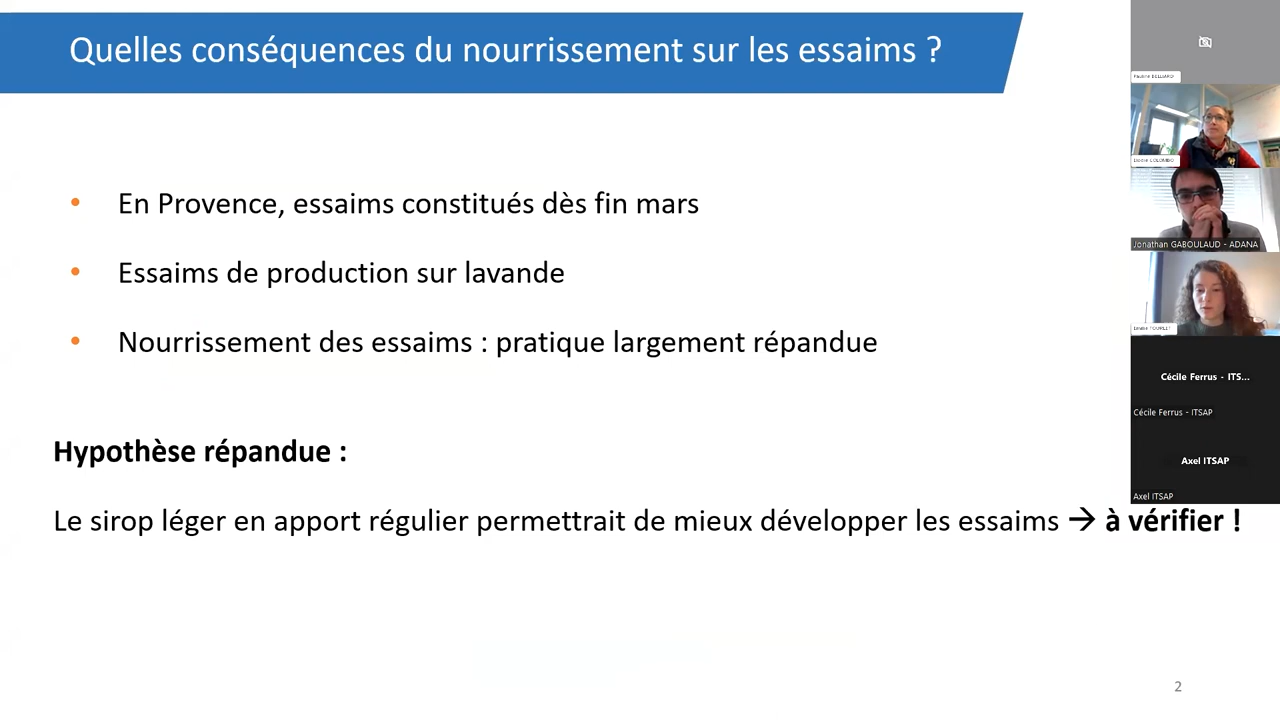 Quelles conséquences du nourrissement sur les essaims ?
• En Provence, essaims constitués dès fin mars
• Essaims de production sur lavande
• Nourrissement des essaims : pratique largement répandue
Hypothèse répandue :
Le sirop léger en apport régulier permettrait de mieux développer les essaims → à vérifier !
2
Jonathan GABOULAUD - ADANA
Cécile Ferrus - ITS...
Cécile Ferrus - ITSAP
Axel ITSAP
Axel ITSAP